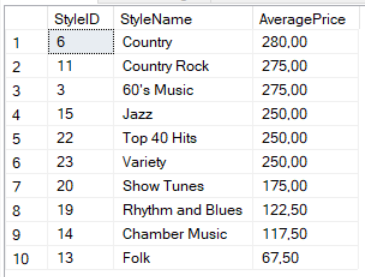 StyleID StyleName AveragePrice
1 6 Country 280,00
2 11 Country Rock 275,00
3 3 60's Music 275,00
4 15 Jazz 250,00
5 22 Top 40 Hits 250,00
6 23 Variety 250,00
7 20 Show Tunes 175,00
8 19 Rhythm and Blues 122,50
9 14 Chamber Music 117,50
10 13 Folk 67,50